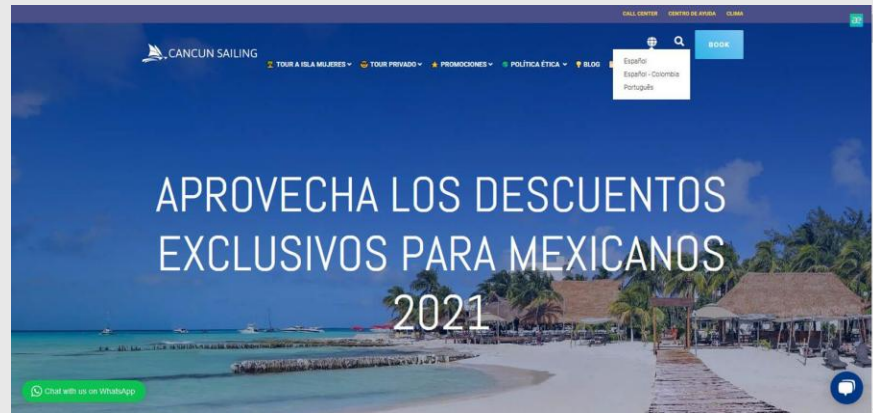 CALL CENTER CENTRO DE AYUDA CLIMA
æ
CANCUN SAILING
TOUR A ISLA MUJERES TOUR PRIVADO PROMOCIONES POLÍTICA ÉTICA BLOG
BOOK
Español
Español - Colombia
Português
APROVECHA LOS DESCUENTOS
EXCLUSIVOS PARA MEXICANOS
2021
Chat with us on WhatsApp